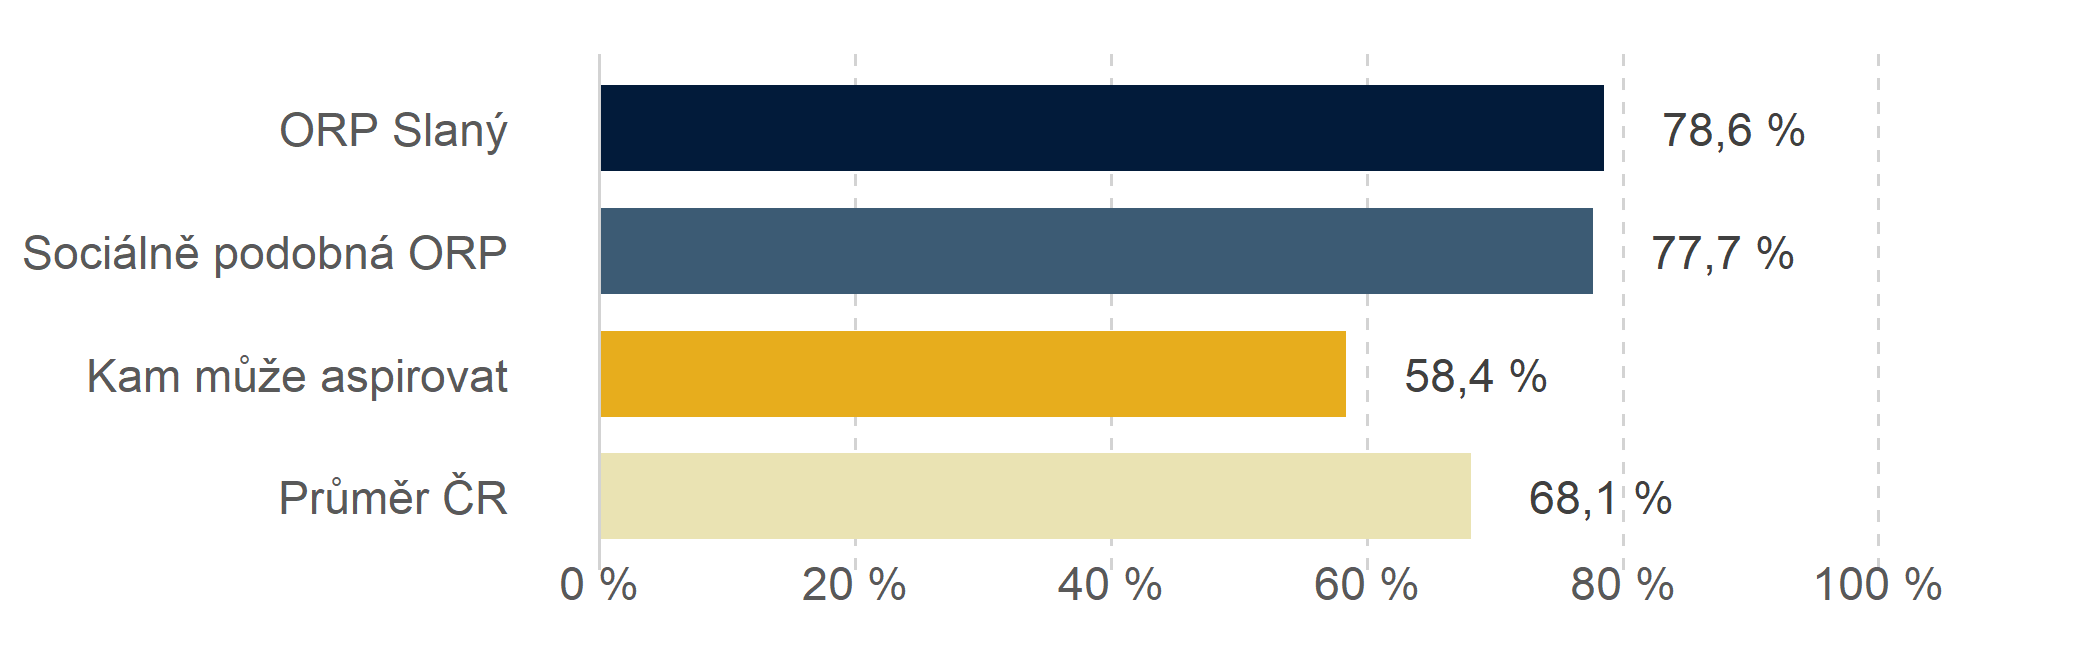 ORP Slaný
78,6 %
Sociálně podobná ORP
77,7 %
Kam může aspirovat
58,4 %
Průměr ČR
68,1 %
0 %
20 %
40 %
60 %
80 %
100 %